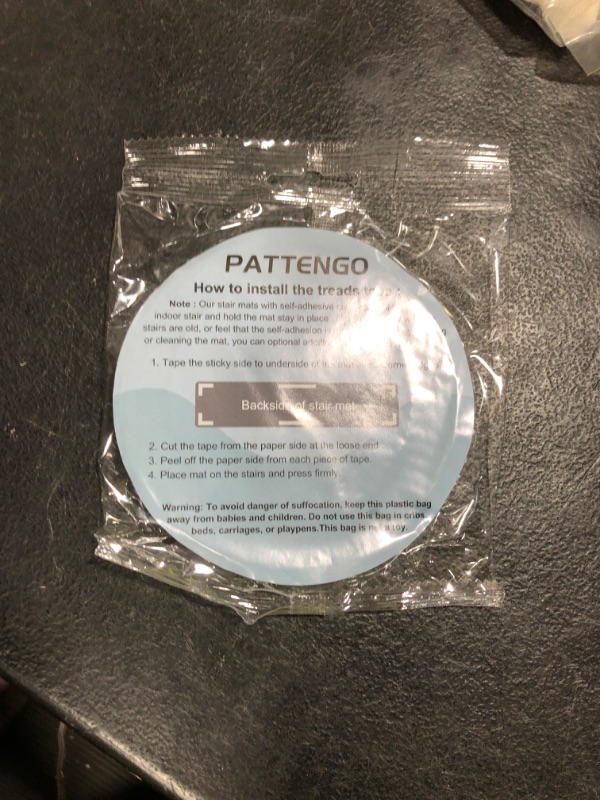 PATTENGO
How to install the treads
Note : Our stair mats with self-adhesive
indoor stair and hold the mat stay in place
stairs are old, or feel that the self-adhesion
or cleaning the mat, you can optional
1. Tape the sticky side to underside of
Backside of stair mat
2. Cut the tape from the paper side at the loose end
3. Peel off the paper side from each piece of tape.
4. Place mat on the stairs and press firmly
Warning: To avoid danger of suffocation, keep this plastic bag
away from babies and children. Do not use this bag in cribs
beds, carriages, or playpens.This bag is not a toy.